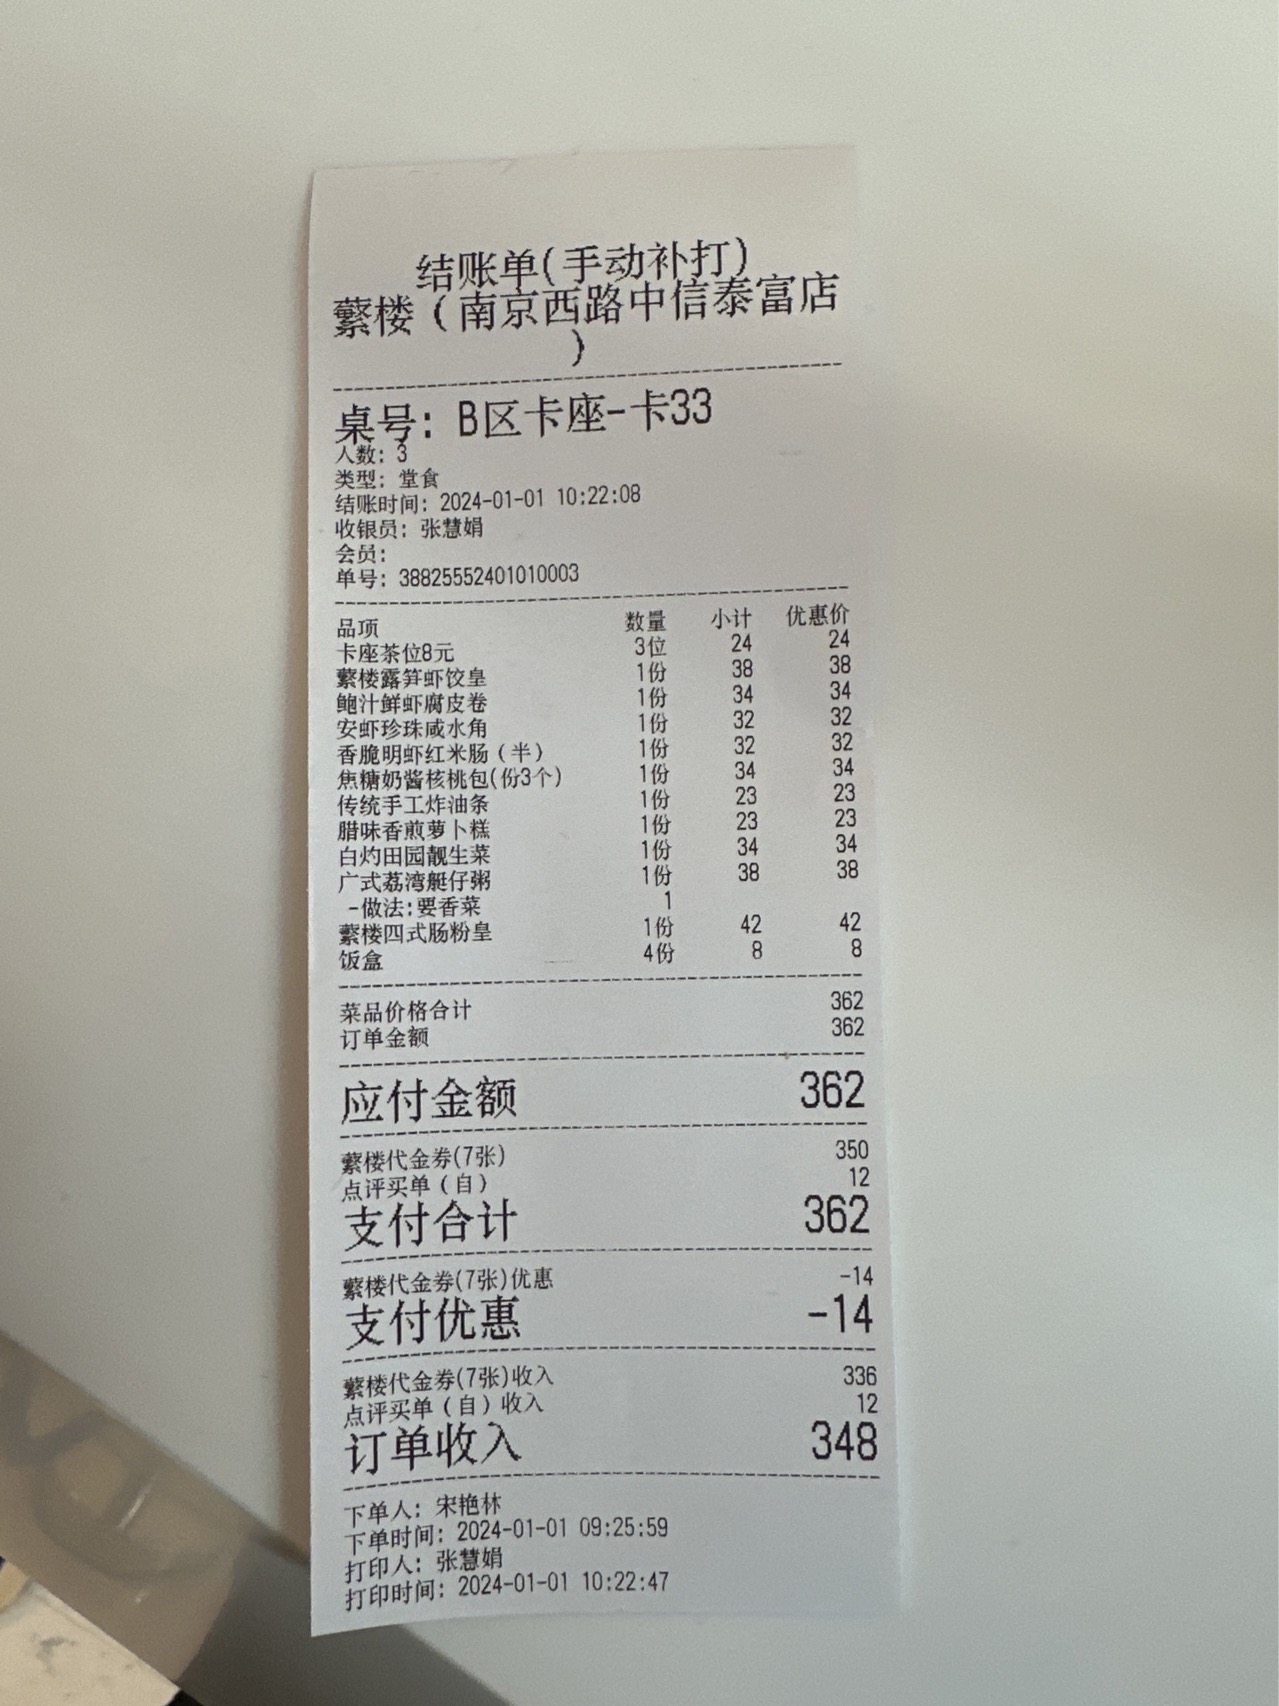 结账单(手动补打)
蘩楼（南京西路中信泰富店
）
桌号: B区卡座-卡33
人数: 3
类型: 堂食
结账时间: 2024-01-01 10:22:08
收银员: 张慧娟
会员:
单号: 38825552401010003
品项 数量 小计 优惠价
卡座茶位8元 3位 24 24
蘩楼露笋虾饺皇 1份 38 38
鲍汁鲜虾腐皮卷 1份 34 34
安虾珍珠咸水角 1份 32 32
香脆明虾红米肠（半） 1份 32 32
焦糖奶酱核桃包(份3个) 1份 34 34
传统手工炸油条 1份 23 23
腊味香煎萝卜糕 1份 23 23
白灼田园靓生菜 1份 34 34
广式荔湾艇仔粥 1份 38 38
-做法:要香菜 1
蘩楼四式肠粉皇 1份 42 42
饭盒 4份 8 8
菜品价格合计 362
订单金额 362
应付金额 362
蘩楼代金券(7张) 350
点评买单（自） 12
支付合计 362
蘩楼代金券(7张)优惠 -14
支付优惠 -14
蘩楼代金券(7张)收入 336
点评买单（自）收入 12
订单收入 348
下单人: 宋艳林
下单时间: 2024-01-01 09:25:59
打印人: 张慧娟
打印时间: 2024-01-01 10:22:47